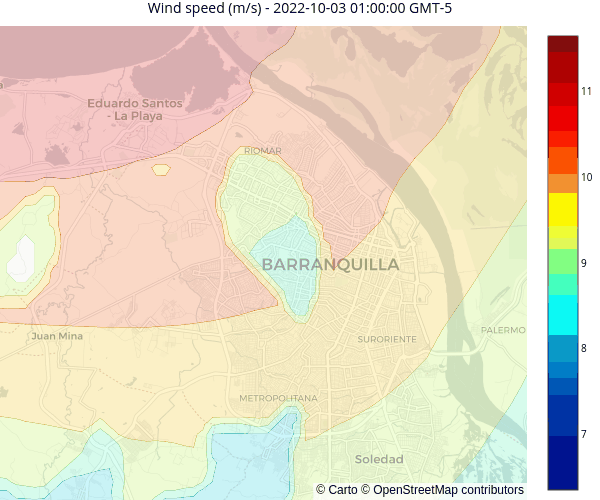 Wind speed (m/s) - 2022-10-03 01:00:00 GMT-5
Eduardo Santos
- La Playa
RIOMAR
BARRANQUILLA
Juan Mina
SURORIENTE
PALERMO
METROPOLITANA
Soledad
© Carto © OpenStreetMap contributors
11
10
9
8
7